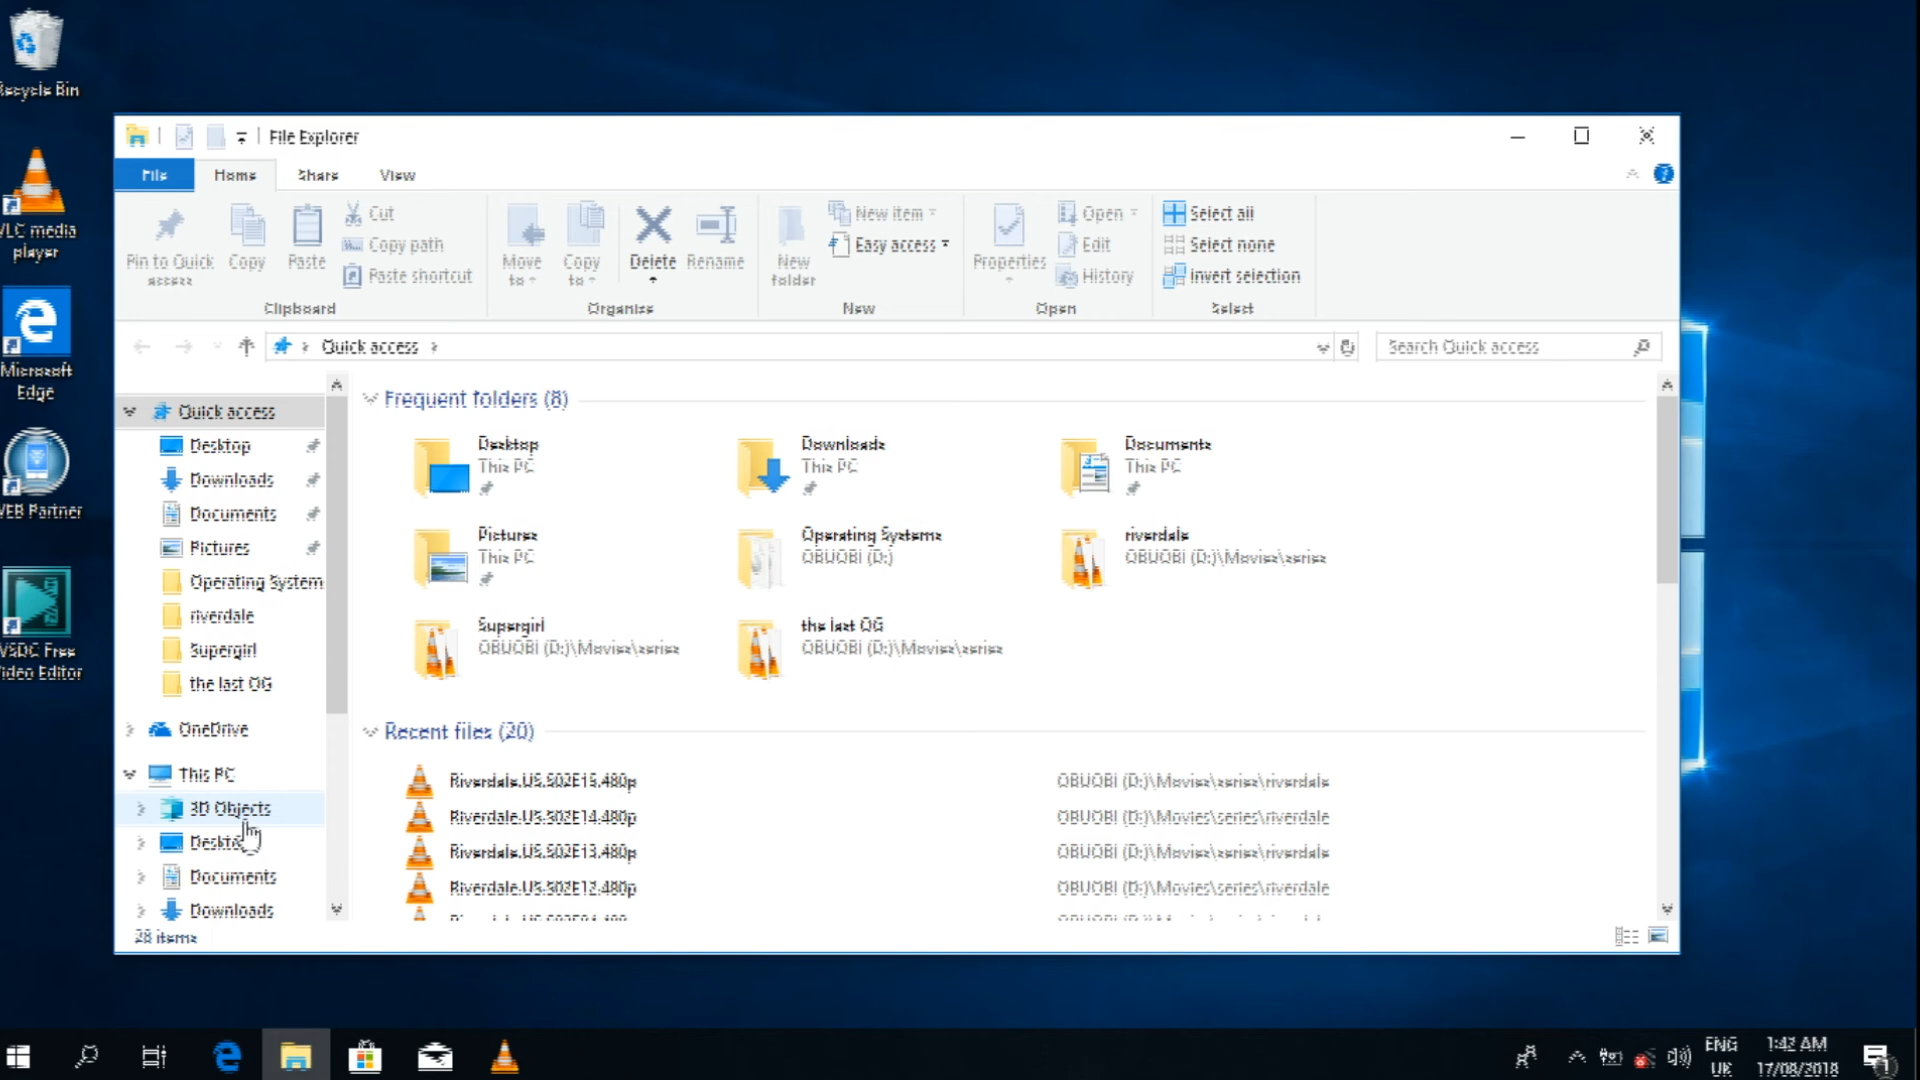 Recycle Bin
VLC media
player
Microsoft
Edge
WEB Partner
VSDC Free
Video Editor
File Explorer
File
Home
Share
View
Pin to Quick
access
Copy
Paste
Cut
Copy path
Paste shortcut
Clipboard
Move
to
Copy
to
Delete
Rename
Organise
New
folder
New item
Easy access
New
Properties
Open
Edit
History
Open
Select all
Select none
Invert selection
Select
Quick access
Search Quick access
Quick access
Desktop
Downloads
Documents
Pictures
Operating System
riverdale
Supergirl
the last OG
OneDrive
This PC
3D Objects
Desktop
Documents
Downloads
28 items
Frequent folders (8)
Desktop
This PC
Downloads
This PC
Documents
This PC
Pictures
This PC
Operating Systems
OBUOBI (D:)
riverdale
OBUOBI (D:)\Movies\series
Supergirl
OBUOBI (D:)\Movies\series
the last OG
OBUOBI (D:)\Movies\series
Recent files (20)
Riverdale.US.S02E15.480p OBUOBI (D:)\Movies\series\riverdale
Riverdale.US.S02E14.480p OBUOBI (D:)\Movies\series\riverdale
Riverdale.US.S02E13.480p OBUOBI (D:)\Movies\series\riverdale
Riverdale.US.S02E12.480p OBUOBI (D:)\Movies\series\riverdale
ENG
UK
1:42 AM
17/08/2018
1